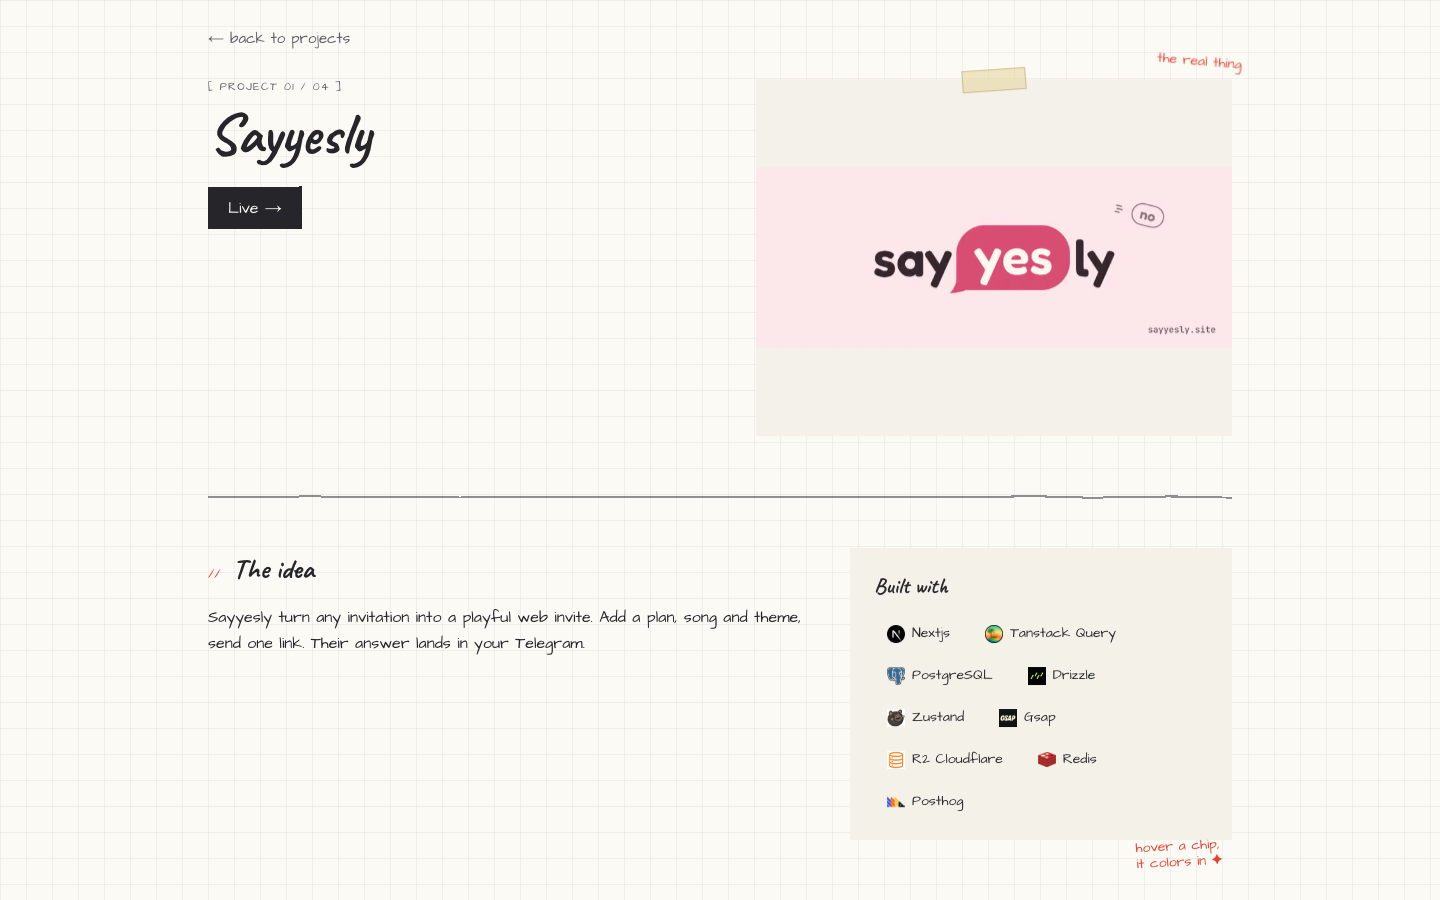 ← back to projects
[ PROJECT 01 / 04 ]
Sayyesly
Live →
the real thing
no
say yes ly
sayyesly.site
// The idea
Sayyesly turn any invitation into a playful web invite. Add a plan, song and theme,
send one link. Their answer lands in your Telegram.
Built with
N Nextjs Tanstack Query
PostgreSQL Drizzle
Zustand GSAP Gsap
R2 Cloudflare Redis
Posthog
hover a chip,
it colors in ✦